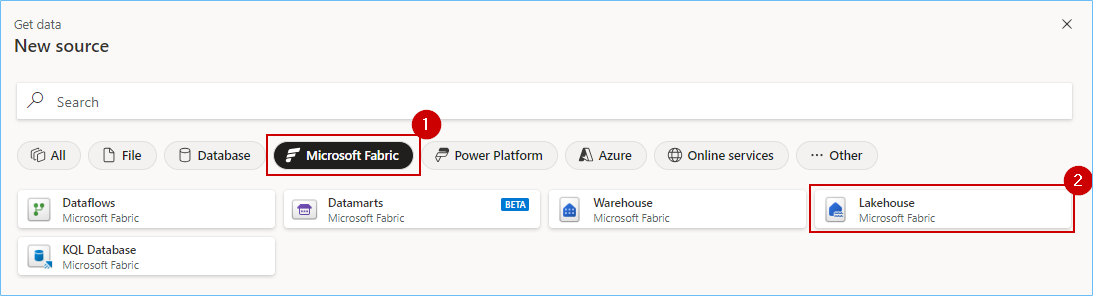 Get data
New source
Search
1
All File Database Microsoft Fabric Power Platform Azure Online services Other
2
Dataflows
Microsoft Fabric
Datamarts
Microsoft Fabric
BETA
Warehouse
Microsoft Fabric
Lakehouse
Microsoft Fabric
KQL Database
Microsoft Fabric